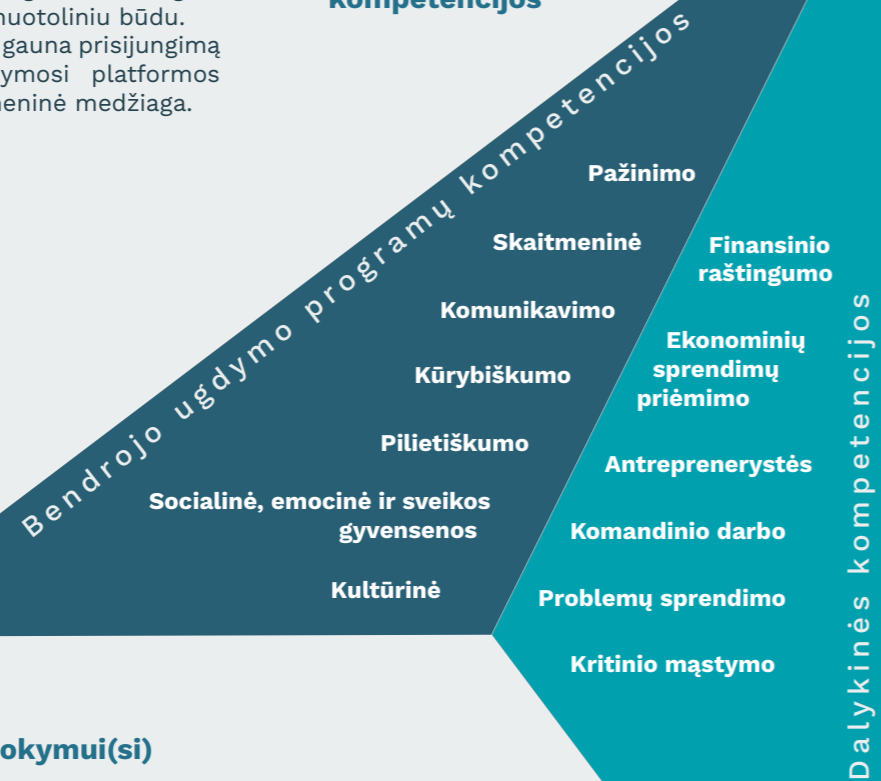 nuotoliniu būdu.
gauna prisijungimą
ymosi platformos
eninė medžiaga.
kompetencijos
Bendrojo ugdymo programų kompetencijos
Pažinimo
Skaitmeninė
Komunikavimo
Kūrybiškumo
Pilietiškumo
Socialinė, emocinė ir sveikos
gyvensenos
Kultūrinė
Finansinio
raštingumo
Ekonominių
sprendimų
priėmimo
Antreprenerystės
Komandinio darbo
Problemų sprendimo
Kritinio mąstymo
Dalykinės kompetencijos
okymui(si)